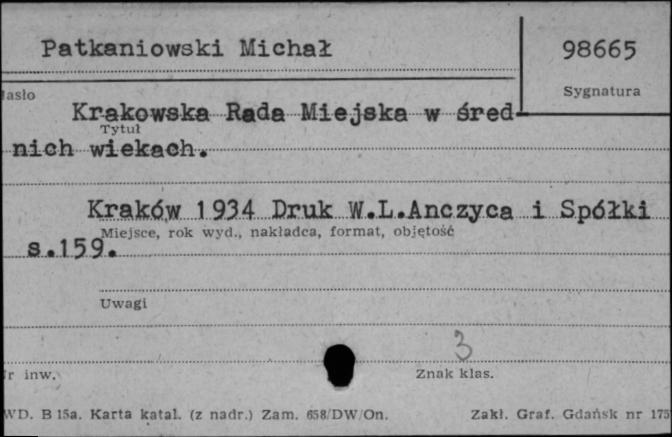 Patkaniowski Michał
98665
Sygnatura
Krakowska Rada Miejska w śred-
Tytuł
nich wiekach.
Kraków 1934 Druk W.L.Anczyca i Spółki
Miejsce, rok wyd., nakładca, format, objętość
s.159.
Uwagi
3
inw.
Znak klas.
WD. B 15a. Karta katal. (z nadr.) Zam. 658/DW/On.
Zakł. Graf. Gdańsk nr 175